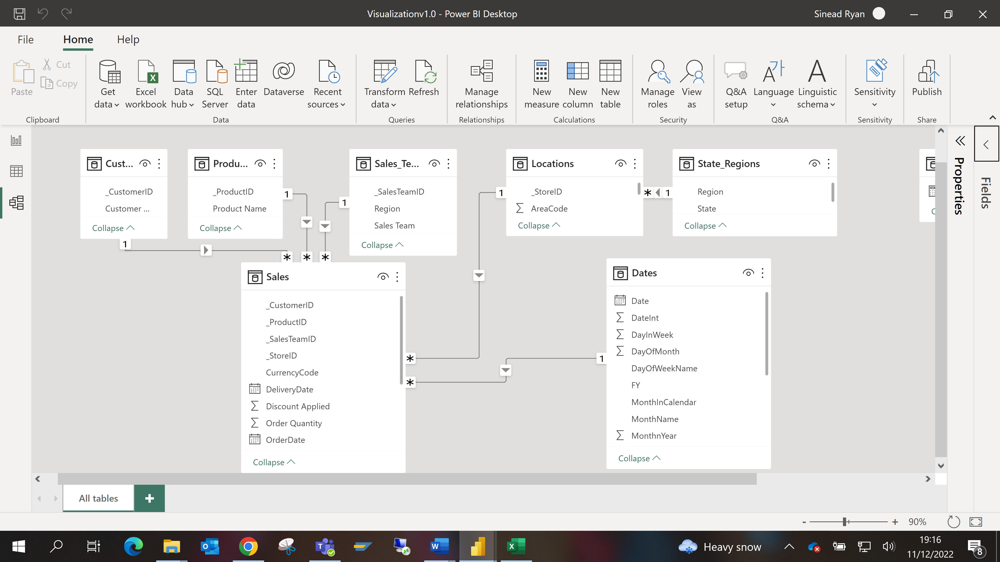 Visualizationv1.0 - Power BI Desktop
Sinead Ryan
File Home Help
Paste
Cut
Copy
Clipboard
Get data
Excel workbook
Data hub
SQL Server
Enter data
Dataverse
Recent sources
Data
Transform data
Refresh
Queries
Manage relationships
Relationships
New measure
New column
New table
Calculations
Manage roles
View as
Security
Q&A setup
Language
Linguistic schema
Q&A
Sensitivity
Sensitivity
Publish
Share
Cust...
_CustomerID
Customer ...
Collapse
Produ...
_ProductID
Product Name
Collapse
Sales_Te...
_SalesTeamID
Region
Sales Team
Collapse
Locations
_StoreID
AreaCode
Collapse
State_Regions
Region
State
Collapse
1
1
1
1
*
1
1
*
*
*
*
*
Sales
_CustomerID
_ProductID
_SalesTeamID
_StoreID
CurrencyCode
DeliveryDate
Discount Applied
Order Quantity
OrderDate
Collapse
Dates
Date
DateInt
DayInWeek
DayOfMonth
DayOfWeekName
FY
MonthInCalendar
MonthName
MonthnYear
Collapse
Properties
Fields
All tables
+
- + 90%
Heavy snow
19:16
11/12/2022
8